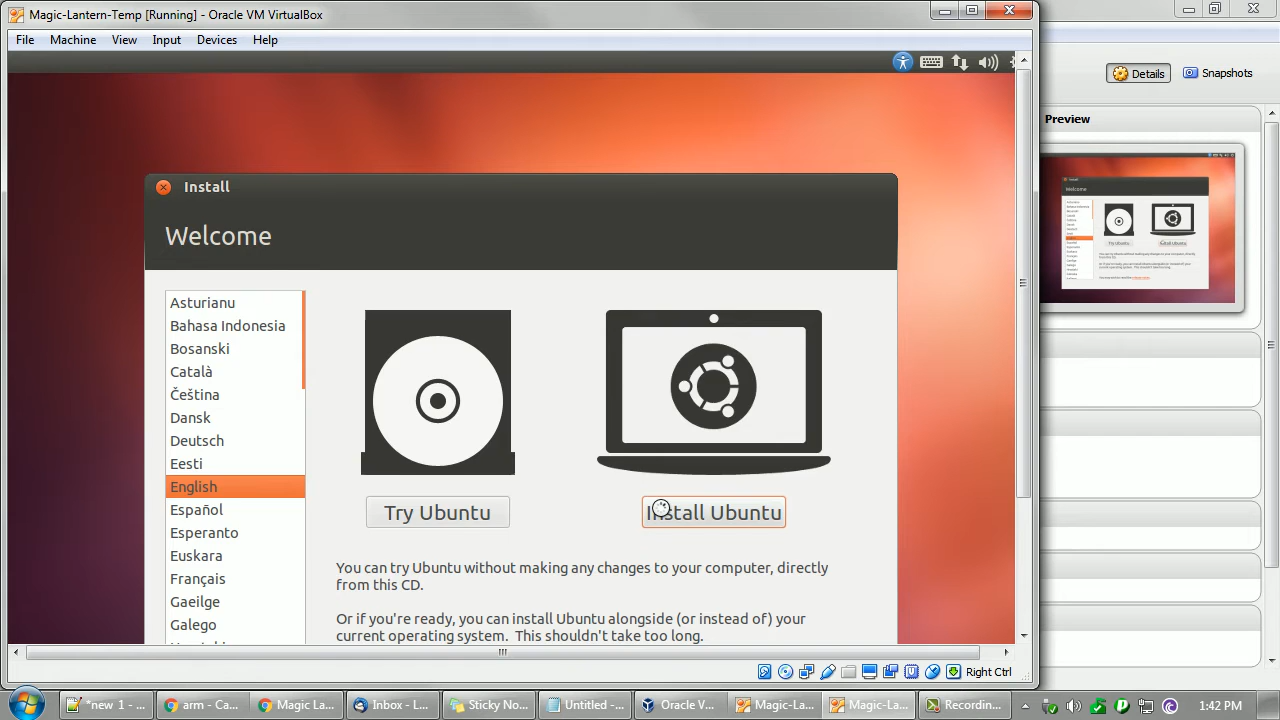 Magic-Lantern-Temp [Running] - Oracle VM VirtualBox
File Machine View Input Devices Help
Details Snapshots
Preview
Install
Welcome
Asturianu
Bahasa Indonesia
Bosanski
Català
Čeština
Dansk
Deutsch
Eesti
English
Español
Esperanto
Euskara
Français
Gaeilge
Galego
Try Ubuntu
Install Ubuntu
You can try Ubuntu without making any changes to your computer, directly
from this CD.
Or if you're ready, you can install Ubuntu alongside (or instead of) your
current operating system. This shouldn't take too long.
Right Ctrl
*new 1 - ...
arm - Ca...
Magic La...
Inbox - L...
Sticky No...
Untitled -...
Oracle V...
Magic-La...
Magic-La...
Recordin...
1:42 PM